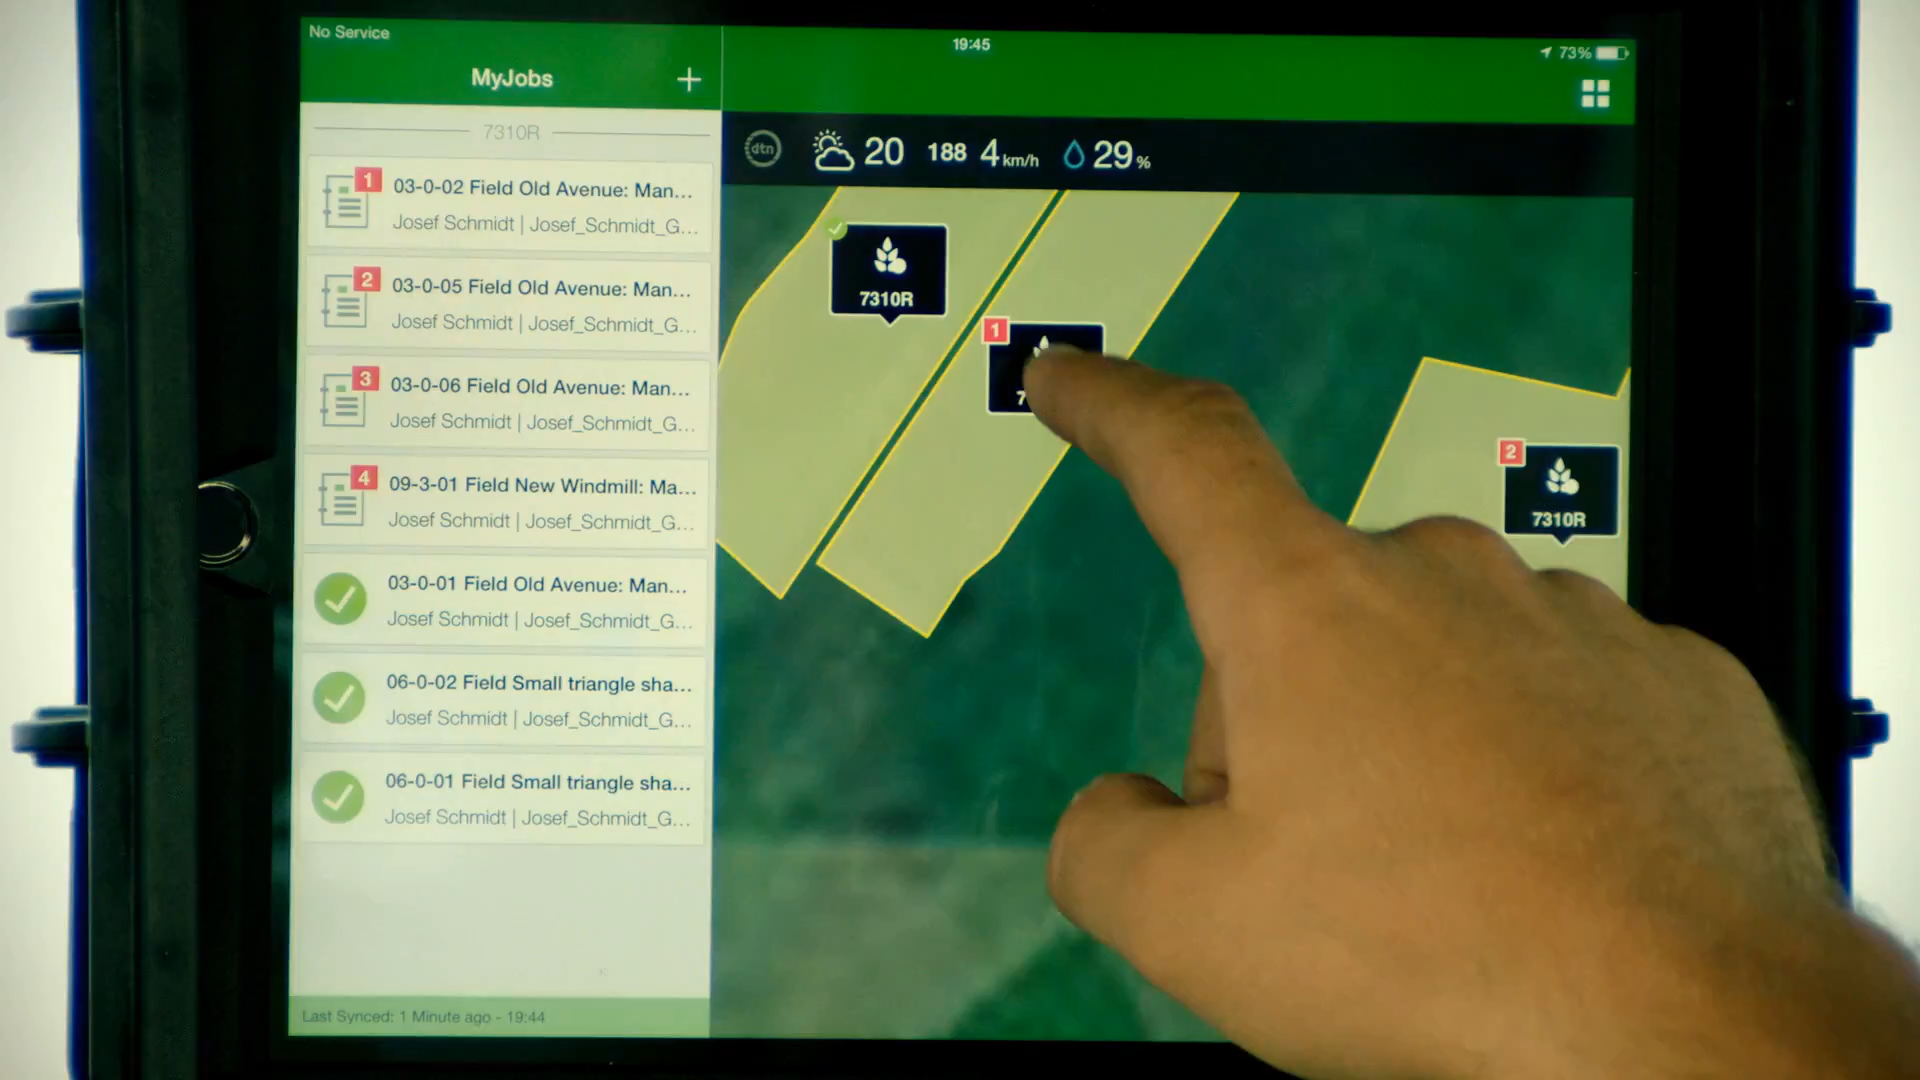 No Service
19:45
73%
MyJobs
+
7310R
1
03-0-02 Field Old Avenue: Man...
Josef Schmidt | Josef_Schmidt_G...
2
03-0-05 Field Old Avenue: Man...
Josef Schmidt | Josef_Schmidt_G...
3
03-0-06 Field Old Avenue: Man...
Josef Schmidt | Josef_Schmidt_G...
4
09-3-01 Field New Windmill: Ma...
Josef Schmidt | Josef_Schmidt_G...
03-0-01 Field Old Avenue: Man...
Josef Schmidt | Josef_Schmidt_G...
06-0-02 Field Small triangle sha...
Josef Schmidt | Josef_Schmidt_G...
06-0-01 Field Small triangle sha...
Josef Schmidt | Josef_Schmidt_G...
Last Synced: 1 Minute ago - 19:44
dtn 20 188 4 km/h 29 %
7310R
1
7
2
7310R